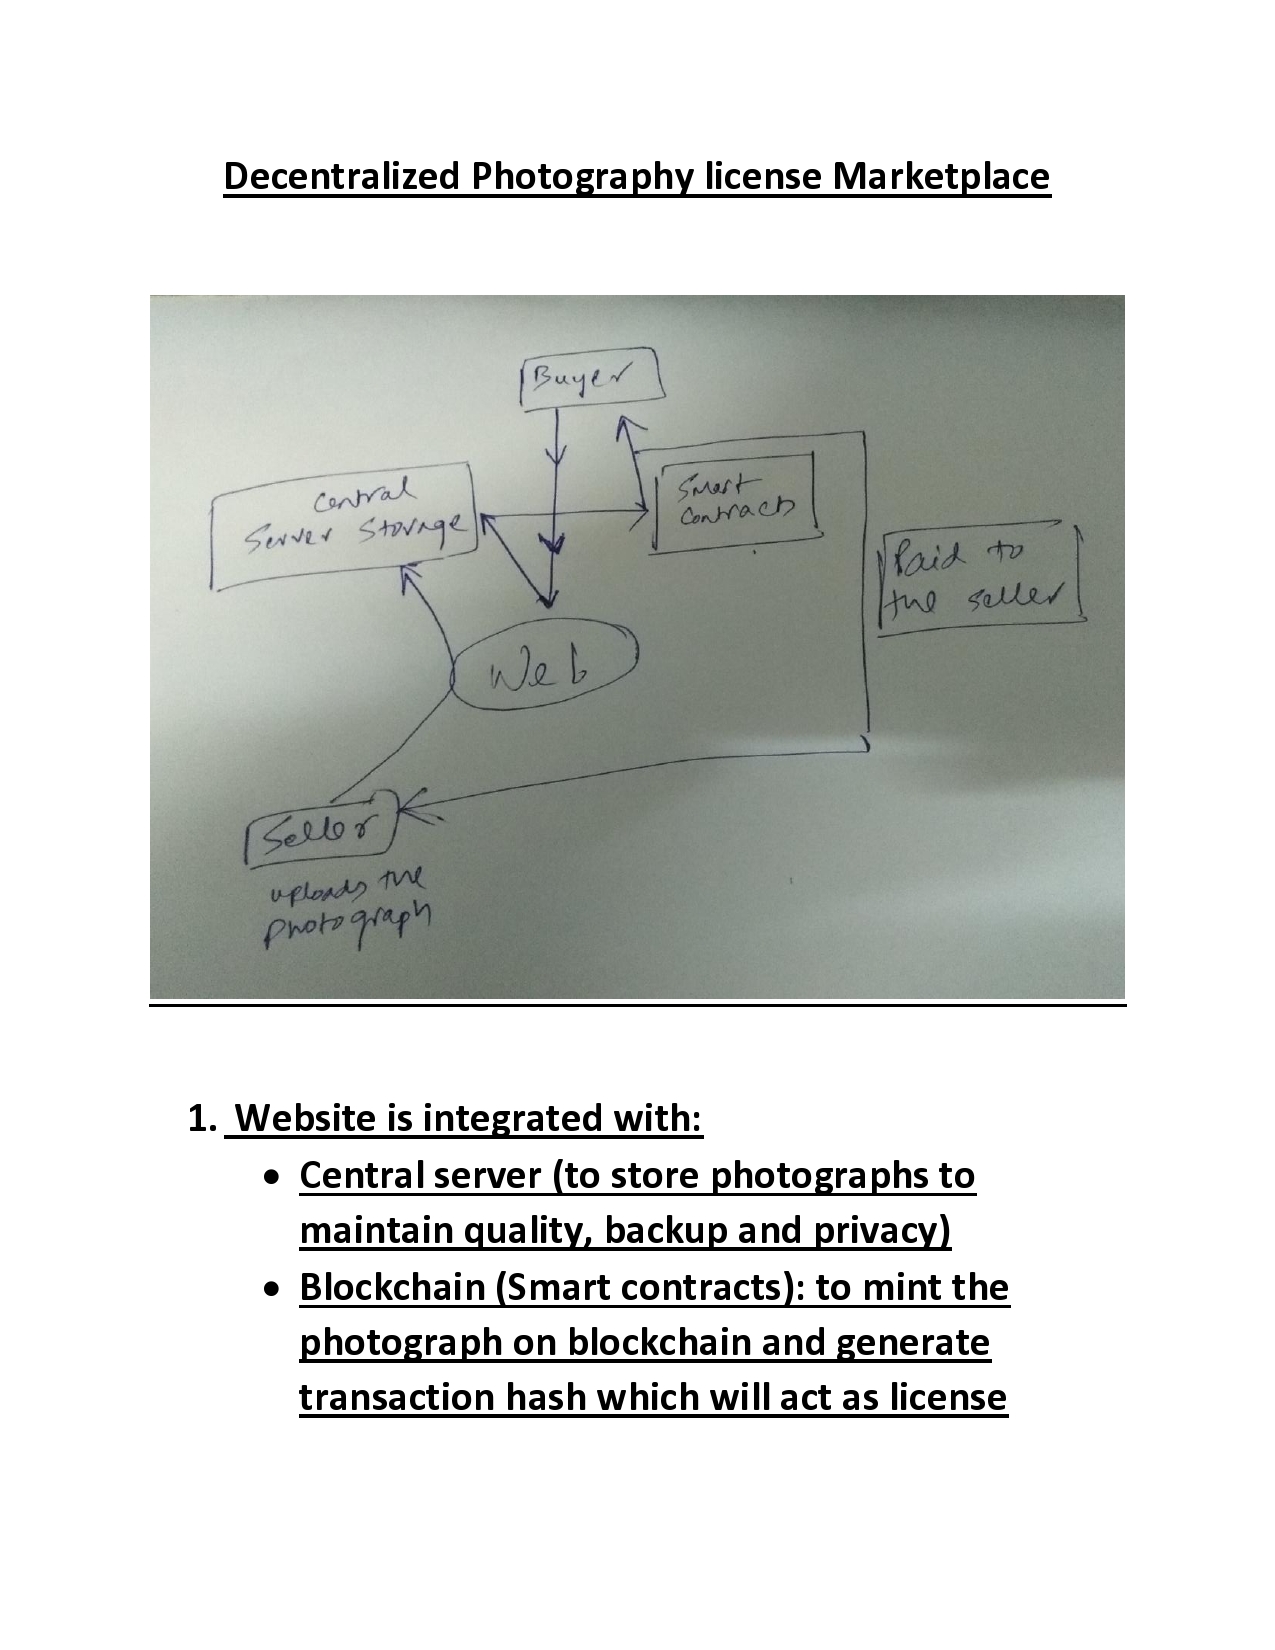 Decentralized Photography license Marketplace
Buyer
Central
Server Storage
Smart
Contracts
Paid to
the seller
Web
Seller
uploads the
Photograph
1. Website is integrated with:
• Central server (to store photographs to
maintain quality, backup and privacy)
• Blockchain (Smart contracts): to mint the
photograph on blockchain and generate
transaction hash which will act as license